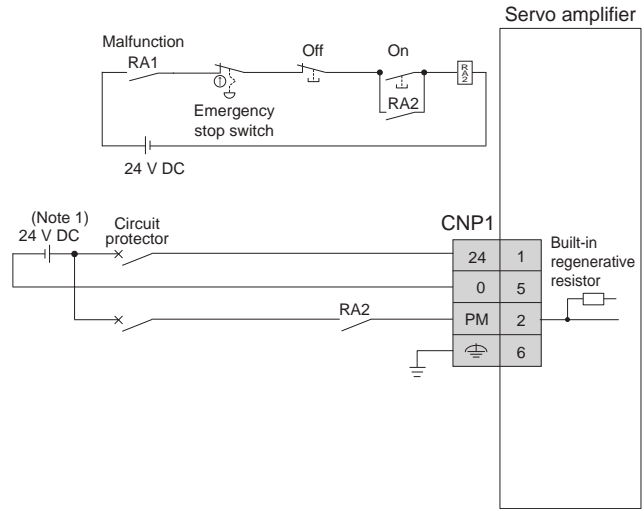 Servo amplifier
Malfunction
RA1
Off
On
RA2
RA2
Emergency
stop switch
24 V DC
(Note 1)
24 V DC
Circuit
protector
CNP1
24 1
0 5
RA2
PM 2
6
Built-in
regenerative
resistor